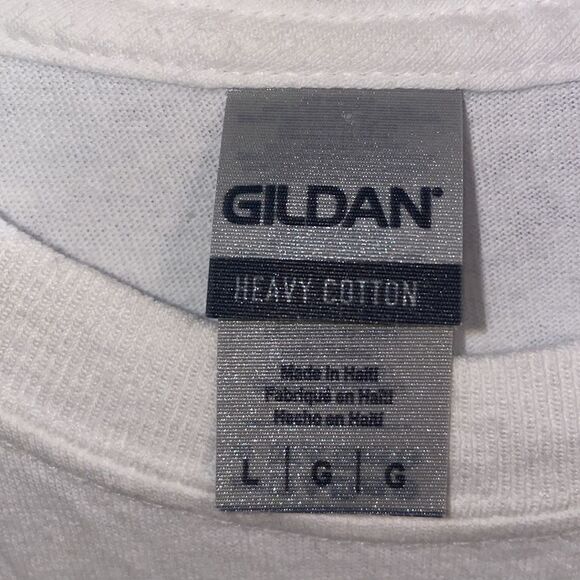 GILDAN®
HEAVY COTTON
Made in Haiti
Fabriqué en Haïti
Hecho en Haití
L | G | G